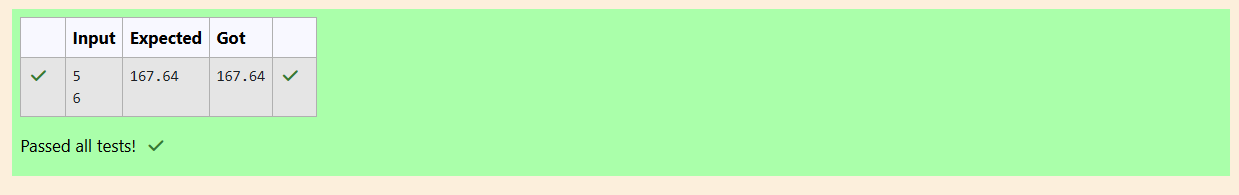 Input Expected Got
5 167.64 167.64
6
Passed all tests!